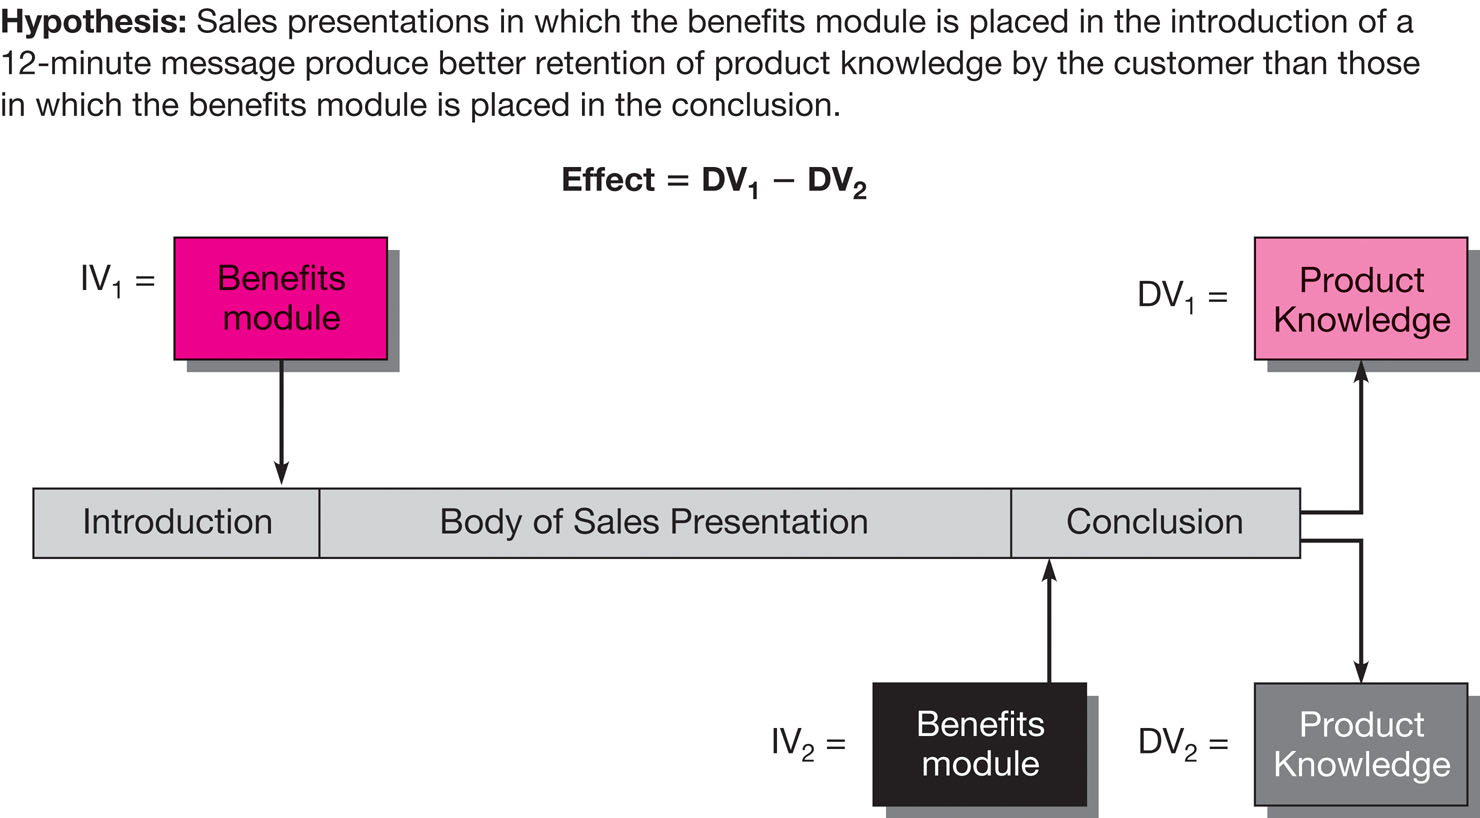 Hypothesis: Sales presentations in which the benefits module is placed in the introduction of a
12-minute message produce better retention of product knowledge by the customer than those
in which the benefits module is placed in the conclusion.
Effect = DV₁ − DV₂
IV₁ =
Benefits
module
DV₁ =
Product
Knowledge
Introduction
Body of Sales Presentation
Conclusion
IV₂ =
Benefits
module
DV₂ =
Product
Knowledge